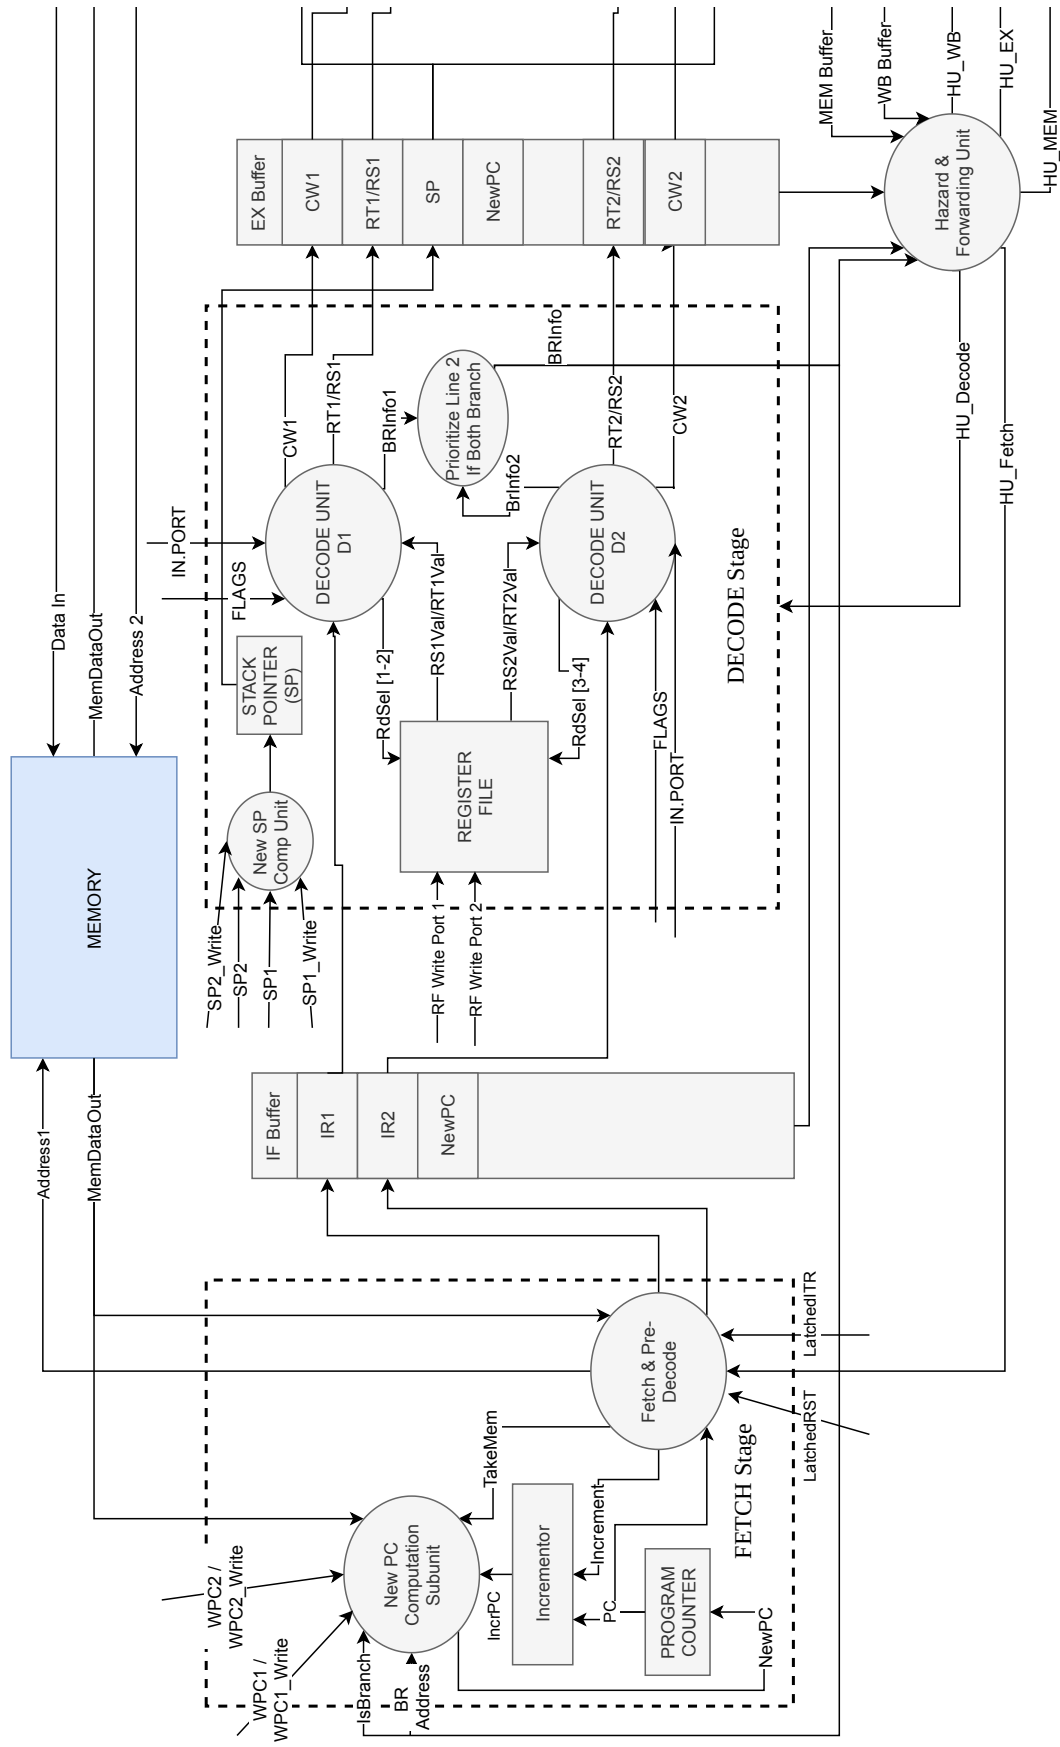 Data In
MemDataOut
Address 2
MEMORY
Address1
MemDataOut
EX Buffer
CW1
RT1/RS1
SP
NewPC
RT2/RS2
CW2
MEM Buffer
WB Buffer
HU_WB
HU_EX
HU_MEM
Hazard &
Forwarding Unit
HU_Decode
HU_Fetch
CW1
RT1/RS1
BRInfo1
Prioritize Line 2
If Both Branch
BRInfo
BrInfo2
RT2/RS2
CW2
IN.PORT
FLAGS
DECODE UNIT
D1
DECODE UNIT
D2
STACK
POINTER
(SP)
New SP
Comp Unit
RdSel [1-2]
RS1Val/RT1Val
RS2Val/RT2Val
RdSel [3-4]
REGISTER
FILE
FLAGS
IN.PORT
DECODE Stage
SP2_Write
SP2
SP1
SP1_Write
RF Write Port 1
RF Write Port 2
IF Buffer
IR1
IR2
NewPC
Fetch & Pre-
Decode
LatchedITR
LatchedRST
FETCH Stage
TakeMem
Increment
New PC
Computation
Subunit
IncrPC
Incrementor
PC
PROGRAM
COUNTER
NewPC
WPC2 /
WPC2_Write
WPC1 /
WPC1_Write
IsBranch
BR
Address